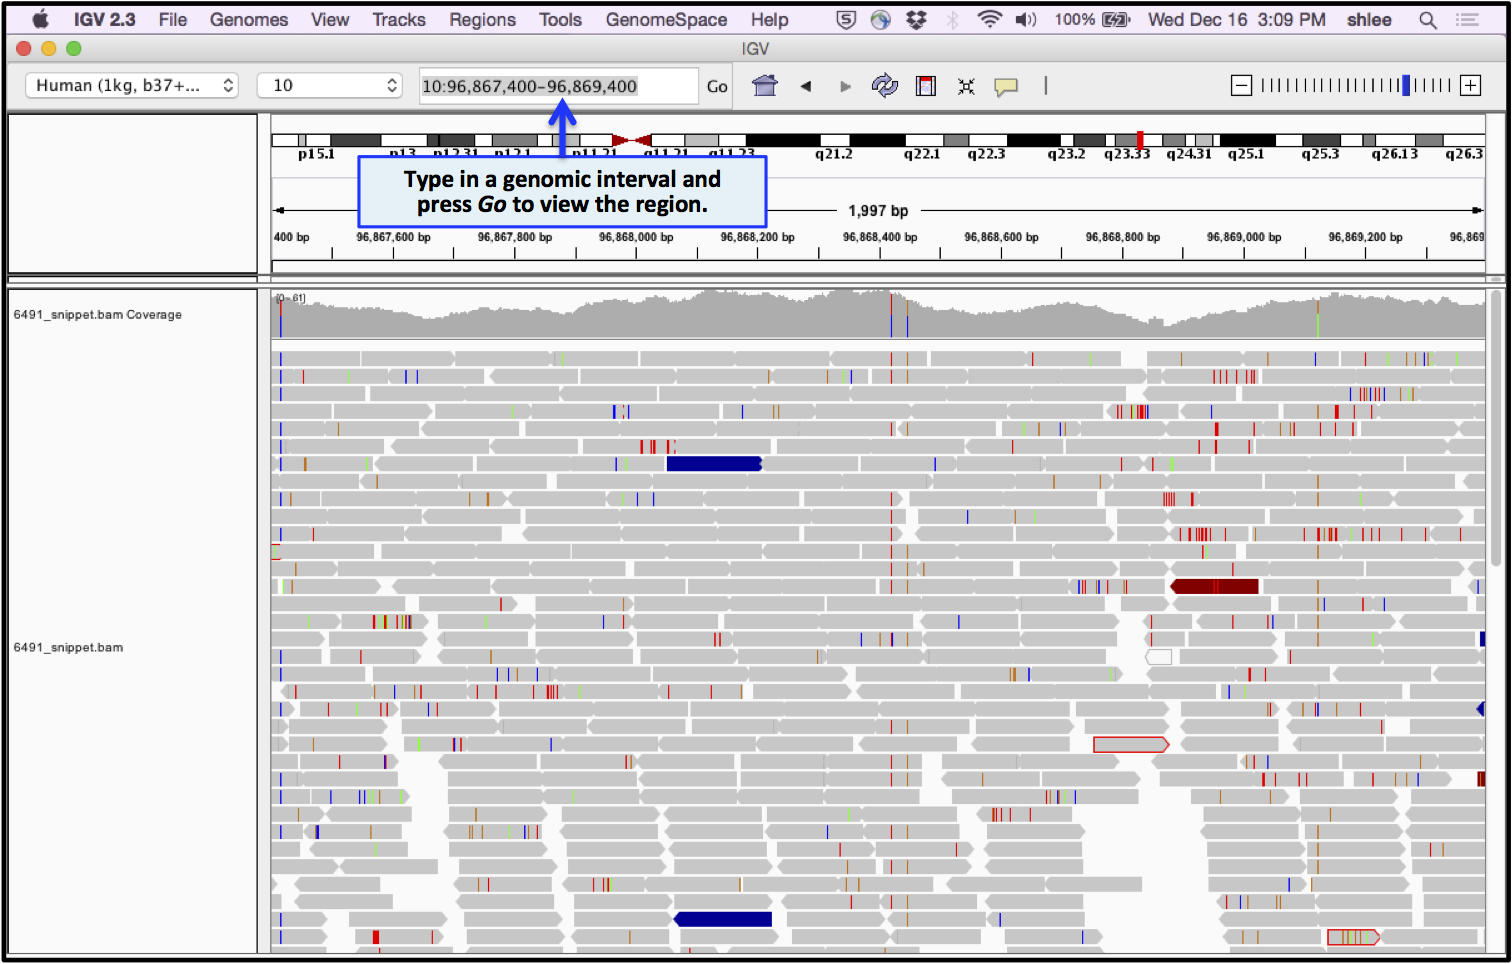 IGV 2.3 File Genomes View Tracks Regions Tools GenomeSpace Help 100% Wed Dec 16 3:09 PM shlee
IGV
Human (1kg, b37+... 10 10:96,867,400-96,869,400 Go
p15.1 p13 p12.31 p12.1 p11.21 q11.21 q11.23 q21.2 q22.1 q22.3 q23.2 q23.33 q24.31 q25.1 q25.3 q26.13 q26.3
Type in a genomic interval and
press Go to view the region.
1,997 bp
400 bp 96,867,600 bp 96,867,800 bp 96,868,000 bp 96,868,200 bp 96,868,400 bp 96,868,600 bp 96,868,800 bp 96,869,000 bp 96,869,200 bp 96,869
[0 - 61]
6491_snippet.bam Coverage
6491_snippet.bam